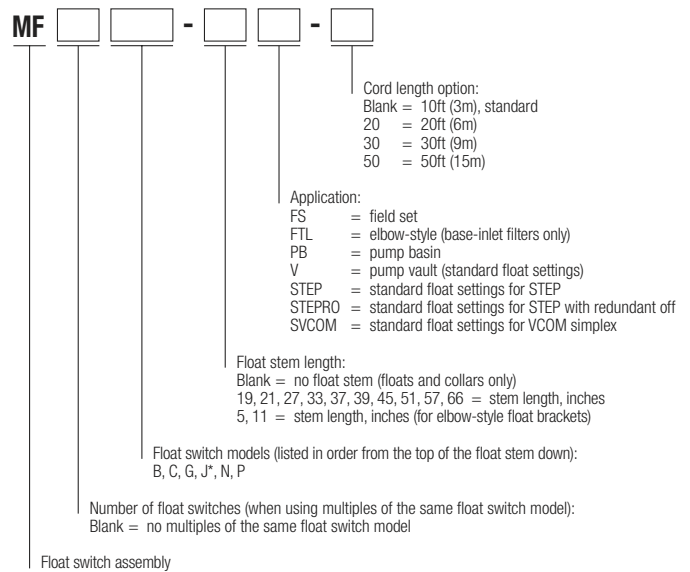 MF - -
Cord length option:
Blank = 10ft (3m), standard
20 = 20ft (6m)
30 = 30ft (9m)
50 = 50ft (15m)
Application:
FS = field set
FTL = elbow-style (base-inlet filters only)
PB = pump basin
V = pump vault (standard float settings)
STEP = standard float settings for STEP
STEPRO = standard float settings for STEP with redundant off
SVCOM = standard float settings for VCOM simplex
Float stem length:
Blank = no float stem (floats and collars only)
19, 21, 27, 33, 37, 39, 45, 51, 57, 66 = stem length, inches
5, 11 = stem length, inches (for elbow-style float brackets)
Float switch models (listed in order from the top of the float stem down):
B, C, G, J*, N, P
Number of float switches (when using multiples of the same float switch model):
Blank = no multiples of the same float switch model
Float switch assembly